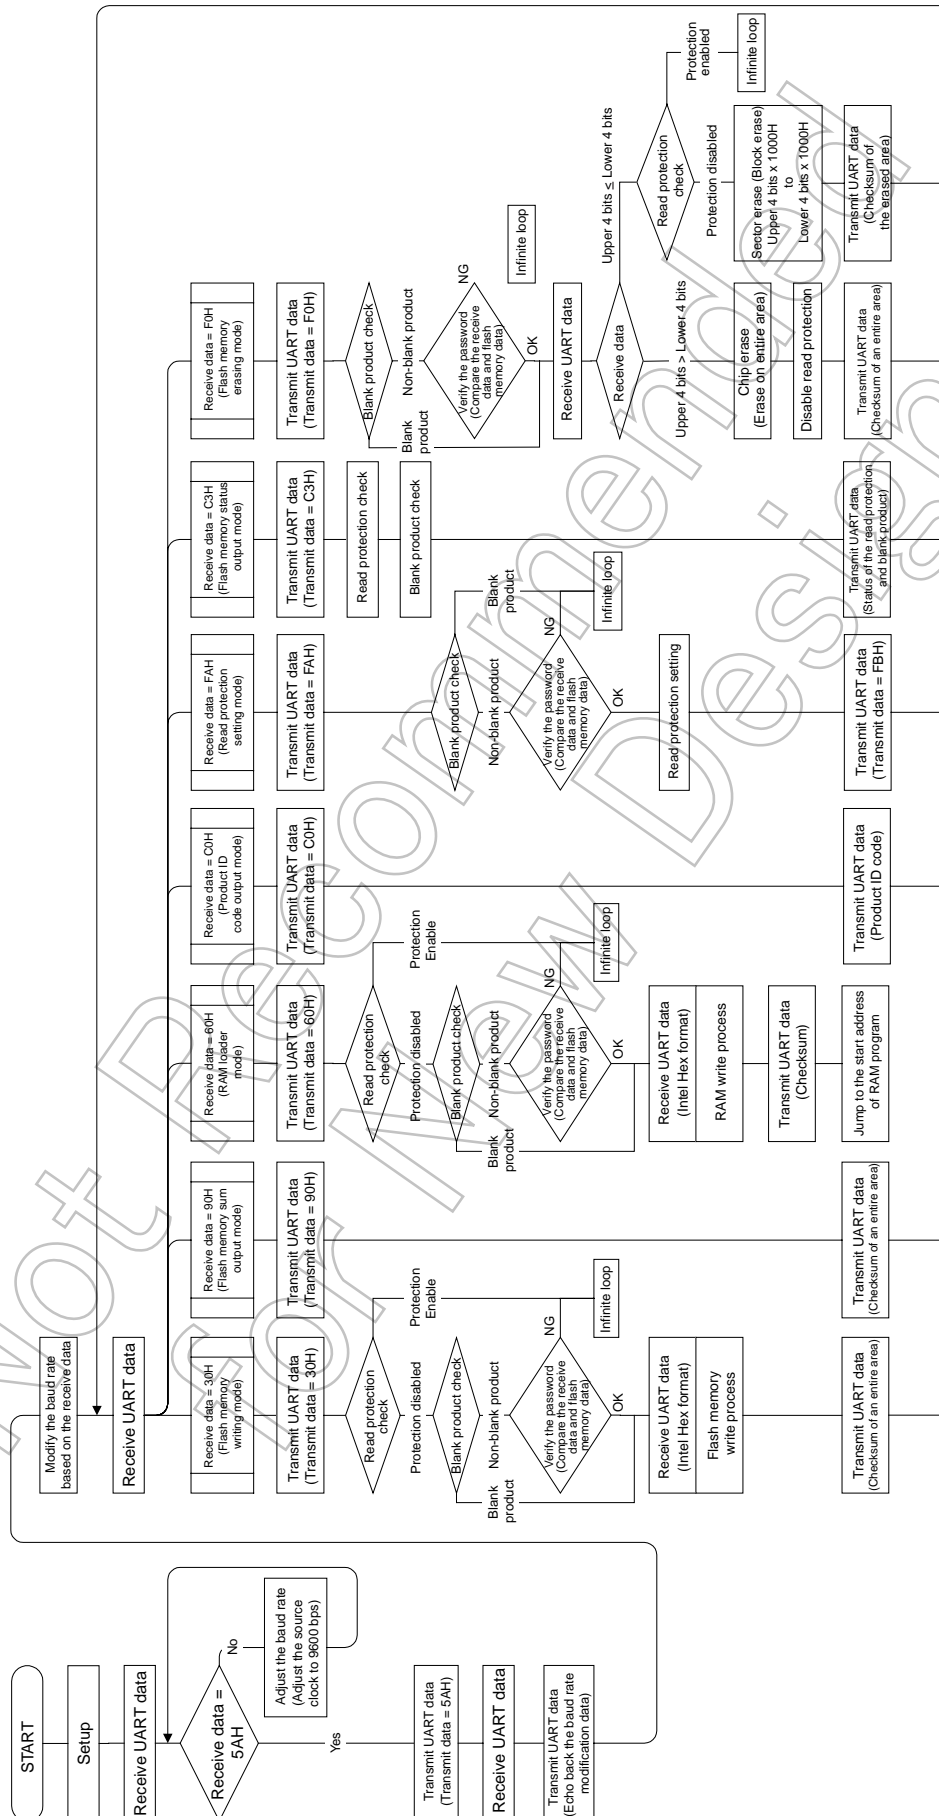 START
Setup
Receive UART data
Receive data =
5AH
No
Adjust the baud rate
(Adjust the source
clock to 9600 bps)
Yes
Transmit UART data
(Transmit data = 5AH)
Receive UART data
Transmit UART data
(Echo back the baud rate
modification data)
Modify the baud rate
based on the receive data
Receive UART data
Receive data = 30H
(Flash memory
writing mode)
Transmit UART data
(Transmit data = 30H)
Read protection
check
Protection
Enable
Protection disabled
Blank product check
Blank
product
Non-blank product
Verify the password
(Compare the receive
data and flash
memory data)
NG
Infinite loop
OK
Receive UART data
(Intel Hex format)
Flash memory
write process
Transmit UART data
(Checksum of an entire area)
Receive data = 90H
(Flash memory sum
output mode)
Transmit UART data
(Transmit data = 90H)
Transmit UART data
(Checksum of an entire area)
Receive data = 60H
(RAM loader
mode)
Transmit UART data
(Transmit data = 60H)
Read protection
check
Protection
Enable
Protection disabled
Blank product check
Blank
product
Non-blank product
Verify the password
(Compare the receive
data and flash
memory data)
NG
Infinite loop
OK
Receive UART data
(Intel Hex format)
RAM write process
Transmit UART data
(Checksum)
Jump to the start address
of RAM program
Receive data = C0H
(Product ID
code output mode)
Transmit UART data
(Transmit data = C0H)
Transmit UART data
(Product ID code)
Receive data = FAH
(Read protection
setting mode)
Transmit UART data
(Transmit data = FAH)
Blank product check
Blank
product
Non-blank product
Verify the password
(Compare the receive
data and flash
memory data)
NG
Infinite loop
OK
Read protection setting
Transmit UART data
(Transmit data = FBH)
Receive data = C3H
(Flash memory status
output mode)
Transmit UART data
(Transmit data = C3H)
Read protection check
Blank product check
Transmit UART data
(Status of the read protection
and blank product)
Receive data = F0H
(Flash memory
erasing mode)
Transmit UART data
(Transmit data = F0H)
Blank product check
Blank
product
Non-blank product
Verify the password
(Compare the receive
data and flash
memory data)
NG
Infinite loop
OK
Receive UART data
Receive data
Upper 4 bits > Lower 4 bits
Upper 4 bits ≤ Lower 4 bits
Chip erase
(Erase on entire area)
Disable read protection
Transmit UART data
(Checksum of an entire area)
Read protection
check
Protection
enabled
Infinite loop
Protection disabled
Sector erase (Block erase)
Upper 4 bits x 1000H
to
Lower 4 bits x 1000H
Transmit UART data
(Checksum of
the erased area)
Not Recommended
for New Design